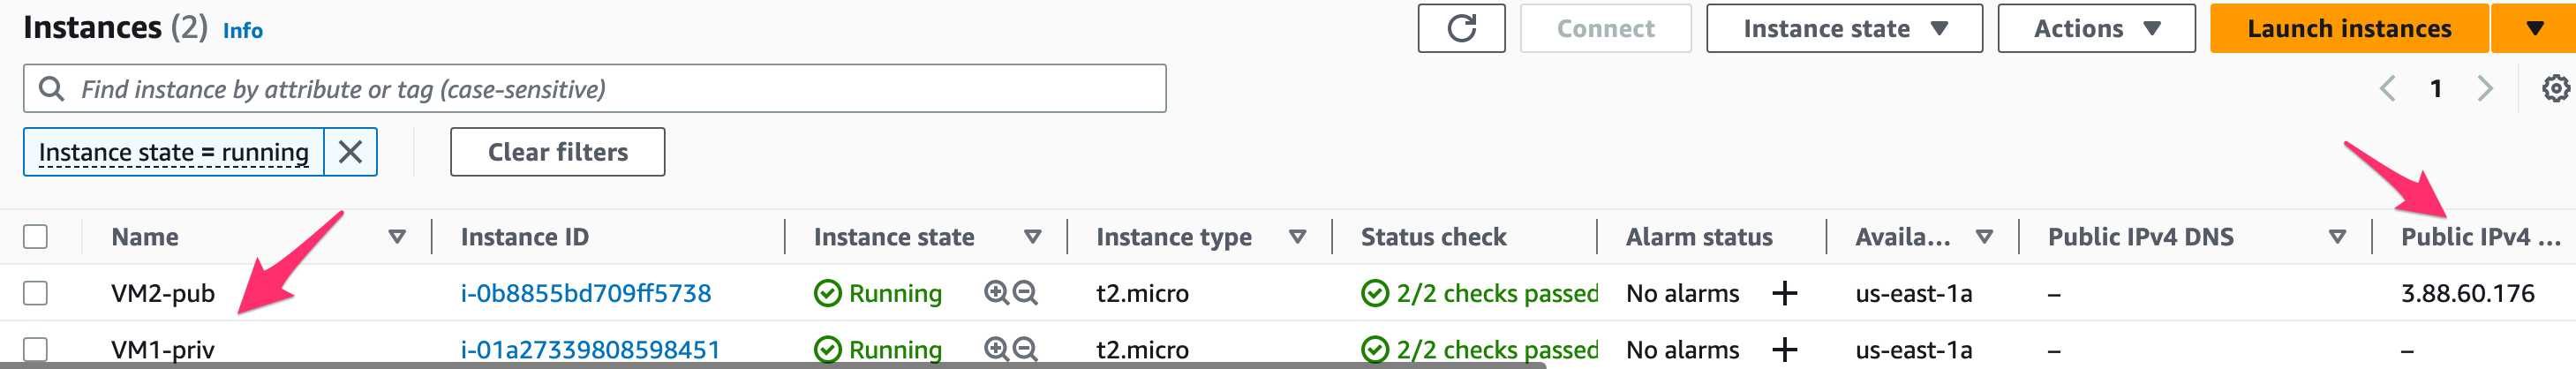 Instances (2) Info
Connect
Instance state
Actions
Launch instances
Find instance by attribute or tag (case-sensitive)
1
Instance state = running
Clear filters
Name Instance ID Instance state Instance type Status check Alarm status Availa... Public IPv4 DNS Public IPv4 ...
VM2-pub i-0b8855bd709ff5738 Running t2.micro 2/2 checks passed No alarms + us-east-1a – 3.88.60.176
VM1-priv i-01a27339808598451 Running t2.micro 2/2 checks passed No alarms + us-east-1a – –